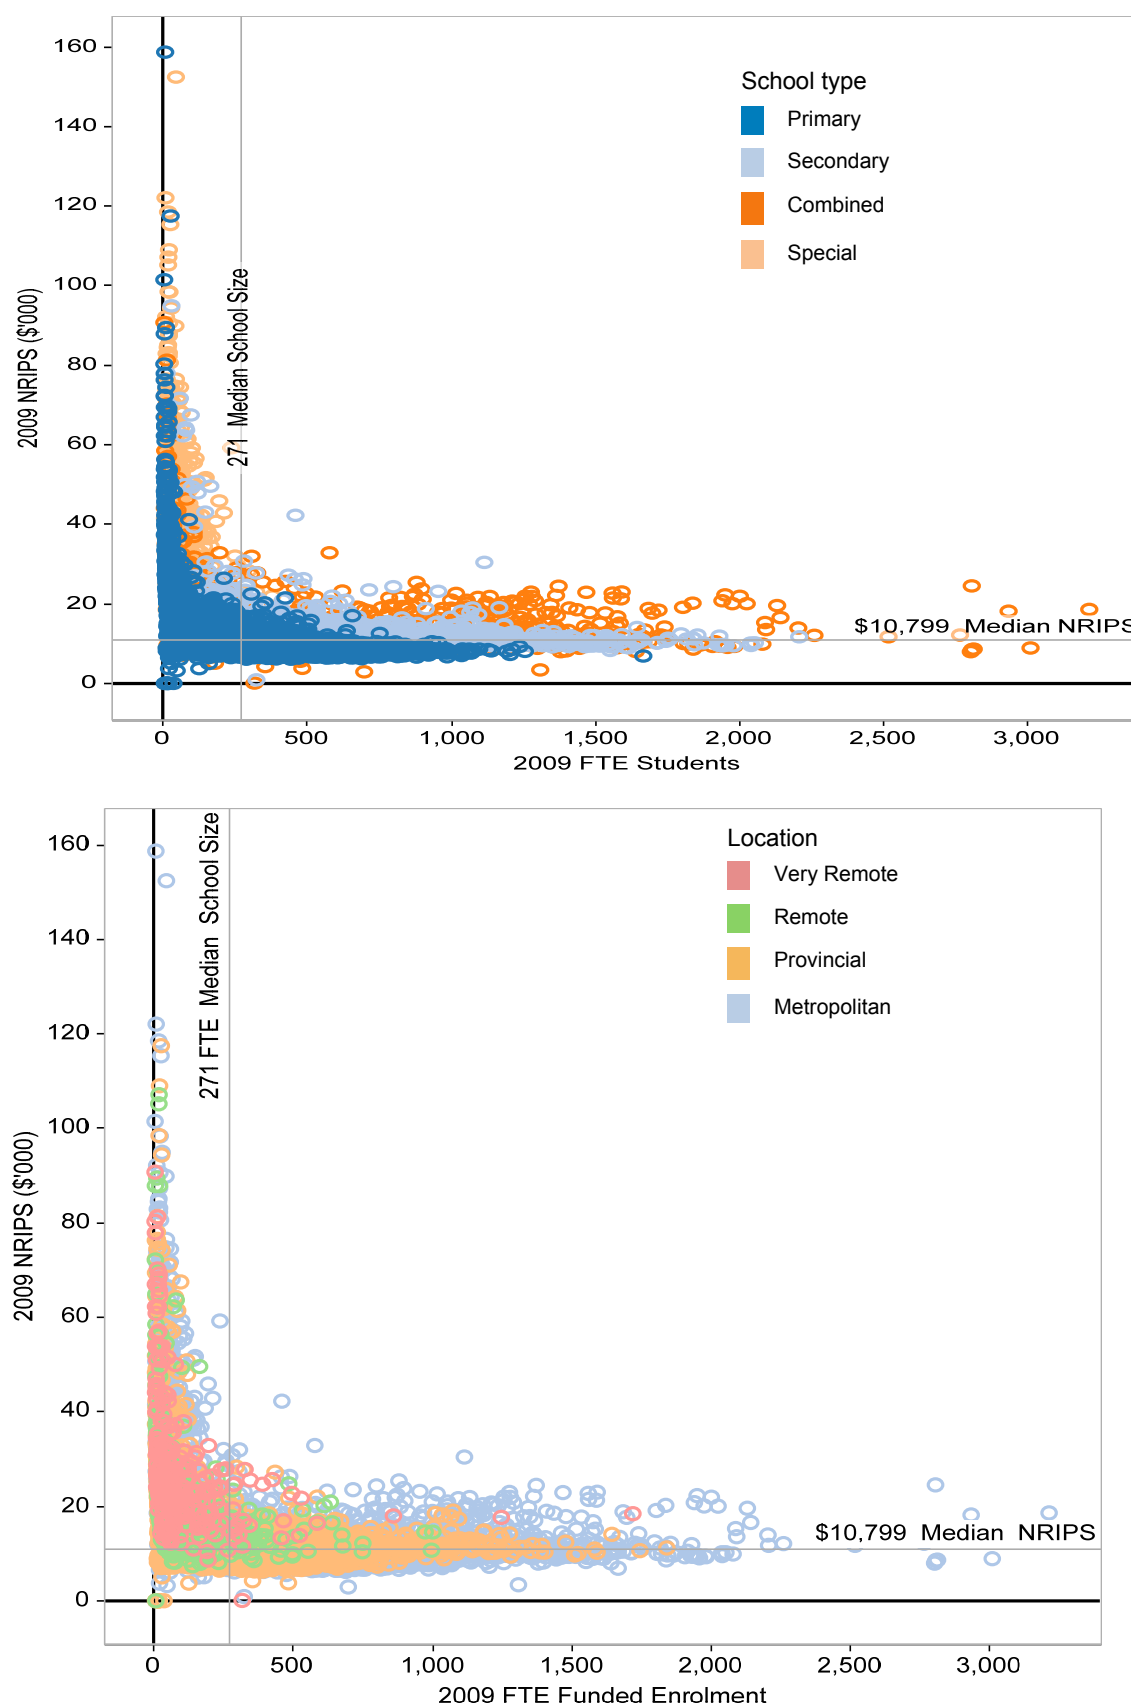 160
School type
Primary
140
Secondary
120
Combined
Special
100
271 Median School Size
2009 NRIPS ($'000)
80
60
40
20
$10,799 Median NRIPS
0
0 500 1,000 1,500 2,000 2,500 3,000
2009 FTE Students
160
Location
Very Remote
Remote
140
Provincial
Metropolitan
271 FTE Median School Size
120
100
2009 NRIPS ($'000)
80
60
40
20
$10,799 Median NRIPS
0
0 500 1,000 1,500 2,000 2,500 3,000
2009 FTE Funded Enrolment